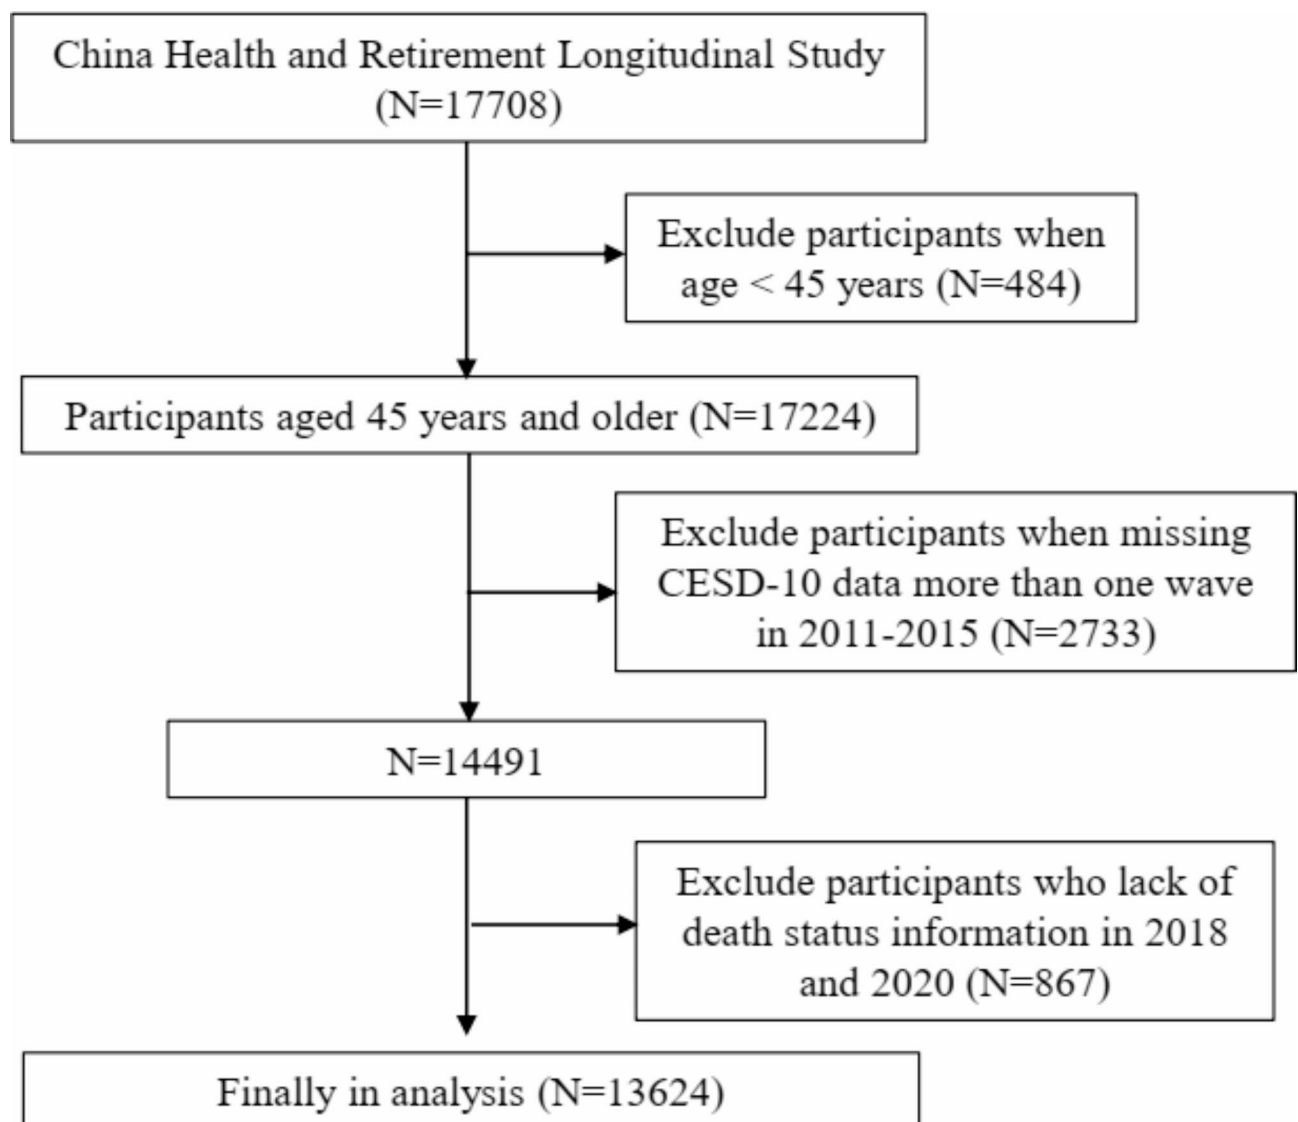 China Health and Retirement Longitudinal Study
(N=17708)
Exclude participants when
age < 45 years (N=484)
Participants aged 45 years and older (N=17224)
Exclude participants when missing
CESD-10 data more than one wave
in 2011-2015 (N=2733)
N=14491
Exclude participants who lack of
death status information in 2018
and 2020 (N=867)
Finally in analysis (N=13624)